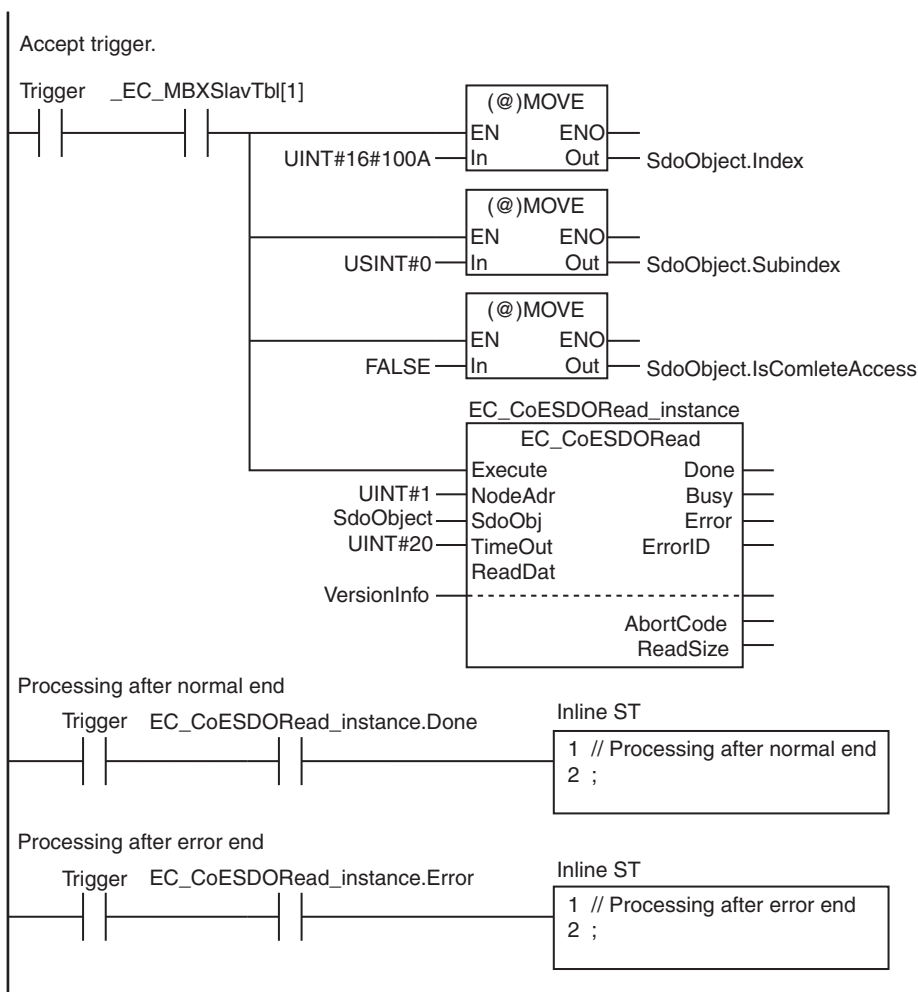 Accept trigger.
Trigger _EC_MBXSlavTbl[1]
(@)MOVE
EN ENO
UINT#16#100A In Out SdoObject.Index
(@)MOVE
EN ENO
USINT#0 In Out SdoObject.Subindex
(@)MOVE
EN ENO
FALSE In Out SdoObject.IsComleteAccess
EC_CoESDORead_instance
EC_CoESDORead
Execute Done
UINT#1 NodeAdr Busy
SdoObject SdoObj Error
UINT#20 TimeOut ErrorID
ReadDat
VersionInfo
AbortCode
ReadSize
Processing after normal end
Trigger EC_CoESDORead_instance.Done
Inline ST
1 // Processing after normal end
2 ;
Processing after error end
Trigger EC_CoESDORead_instance.Error
Inline ST
1 // Processing after error end
2 ;